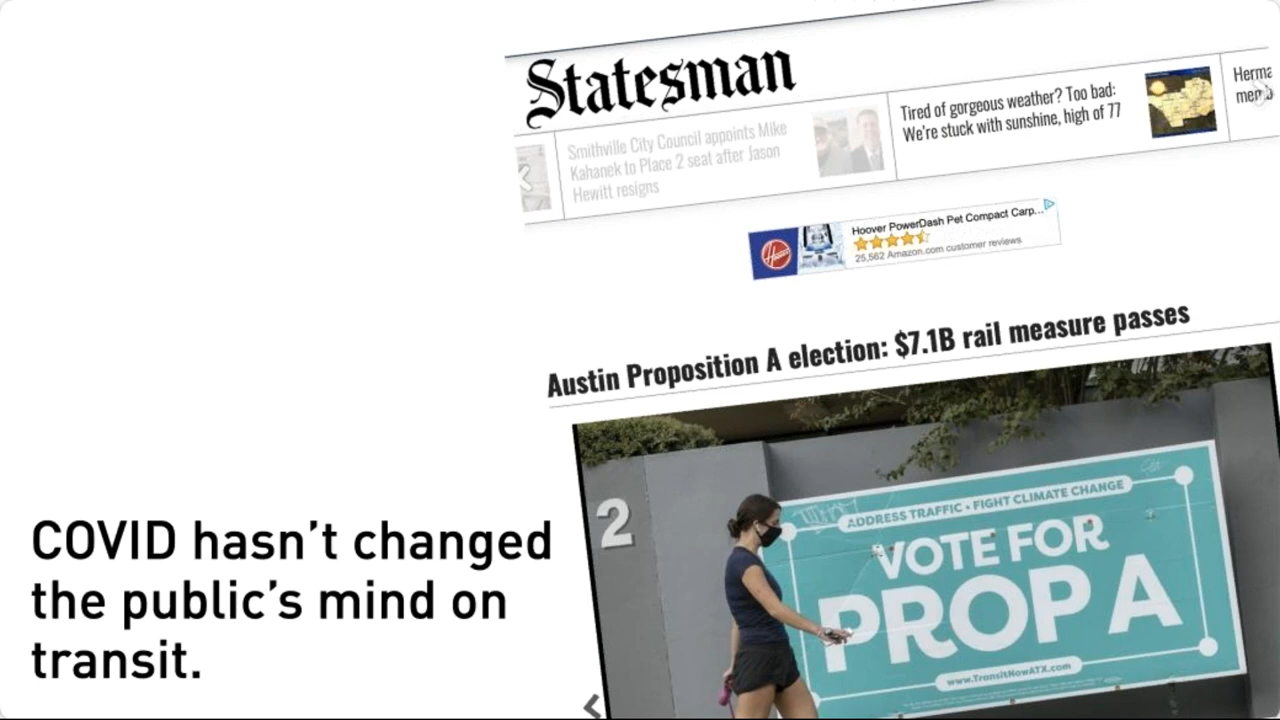 Statesman
Smithville City Council appoints Mike
Kahanek to Place 2 seat after Jason
Hewitt resigns
Tired of gorgeous weather? Too bad:
We're stuck with sunshine, high of 77
Hoover PowerDash Pet Compact Carp...
25,562 Amazon.com customer reviews
Hoover
Austin Proposition A election: $7.1B rail measure passes
2
ADDRESS TRAFFIC • FIGHT CLIMATE CHANGE
VOTE FOR
PROP A
www.TransitNowATX.com
COVID hasn't changed
the public's mind on
transit.